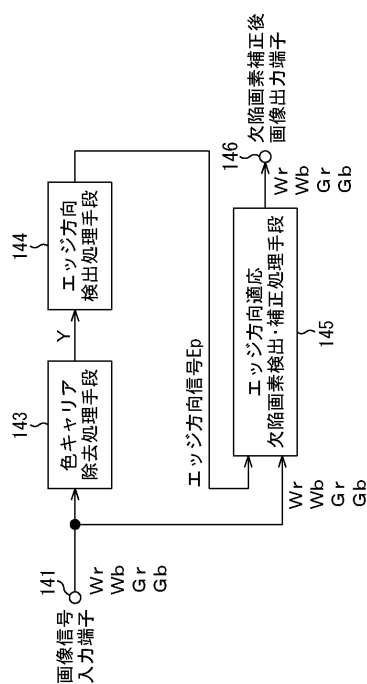 画像信号
入力端子
141
Wr
Wb
Gr
Gb
143
色キャリア
除去処理手段
Y
144
エッジ方向
検出処理手段
エッジ方向信号Ep
Wr
Wb
Gr
Gb
エッジ方向適応
欠陥画素検出・補正処理手段
145
146
欠陥画素補正後
画像出力端子
Wr
Wb
Gr
Gb